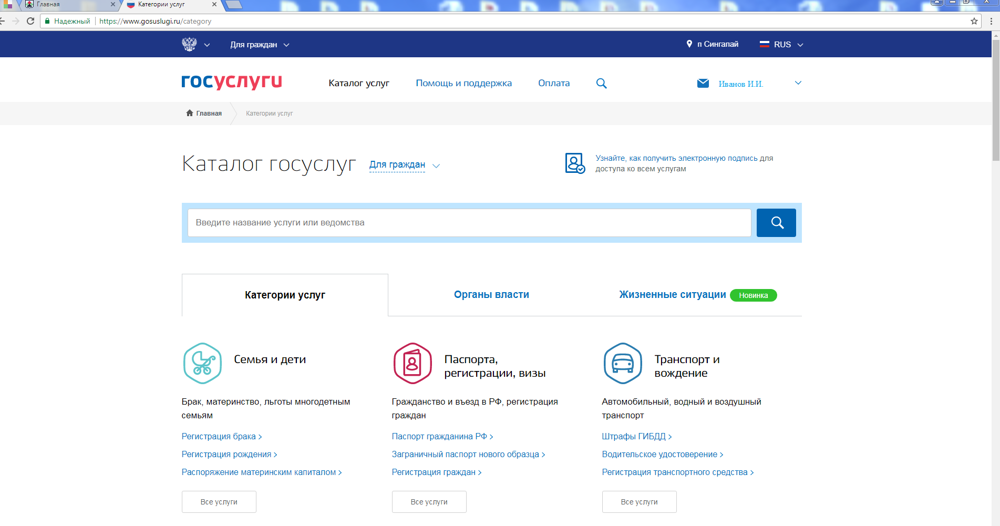 Главная
Категории услуг
Надежный
https://www.gosuslugi.ru/category
Для граждан
п Сингапай
RUS
госуслуги
Каталог услуг
Помощь и поддержка
Оплата
Иванов И.И.
Главная
Категории услуг
Каталог госуслуг
Для граждан
Узнайте, как получить электронную подпись для
доступа ко всем услугам
Введите название услуги или ведомства
Категории услуг
Органы власти
Жизненные ситуации
Новинка
Семья и дети
Брак, материнство, льготы многодетным
семьям
Регистрация брака
Регистрация рождения
Распоряжение материнским капиталом
Все услуги
Паспорта,
регистрации, визы
Гражданство и въезд в РФ, регистрация
граждан
Паспорт гражданина РФ
Заграничный паспорт нового образца
Регистрация граждан
Все услуги
Транспорт и
вождение
Автомобильный, водный и воздушный
транспорт
Штрафы ГИБДД
Водительское удостоверение
Регистрация транспортного средства
Все услуги